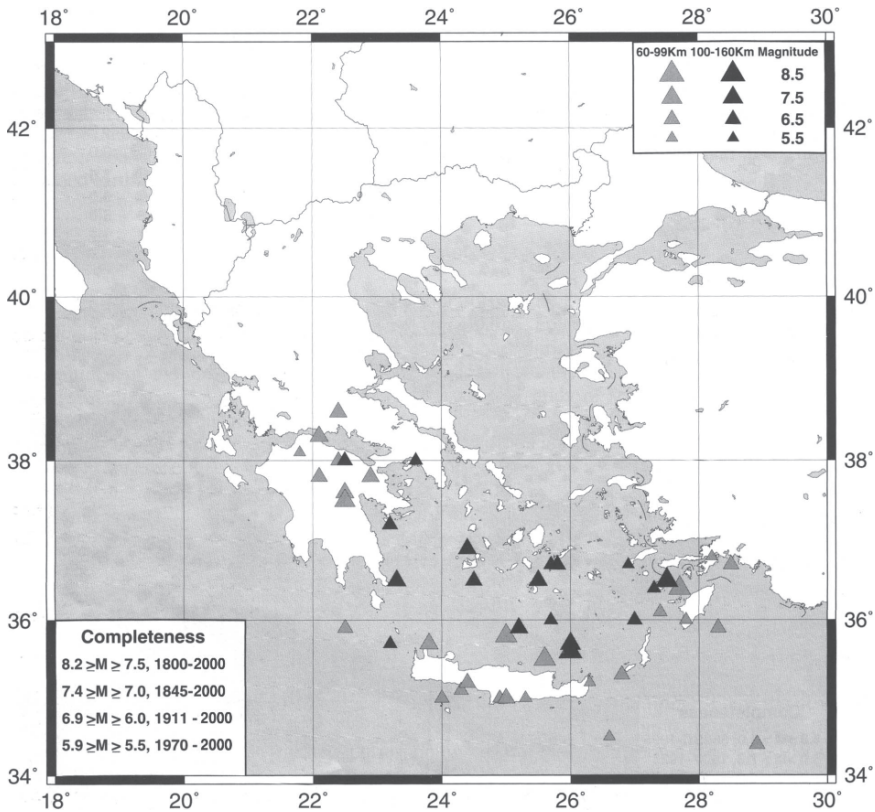 18° 20 22 24° 26 28 30°
60-99Km 100-160Km Magnitude
8.5
7.5
6.5
5.5
42° 42°
40° 40°
38° 38°
36° 36°
Completeness
8.2 ≥M ≥ 7.5, 1800-2000
7.4 ≥M ≥ 7.0, 1845-2000
6.9 ≥M ≥ 6.0, 1911 - 2000
5.9 ≥M ≥ 5.5, 1970 - 2000
34° 34°
18° 20 22 24 26 28 30°